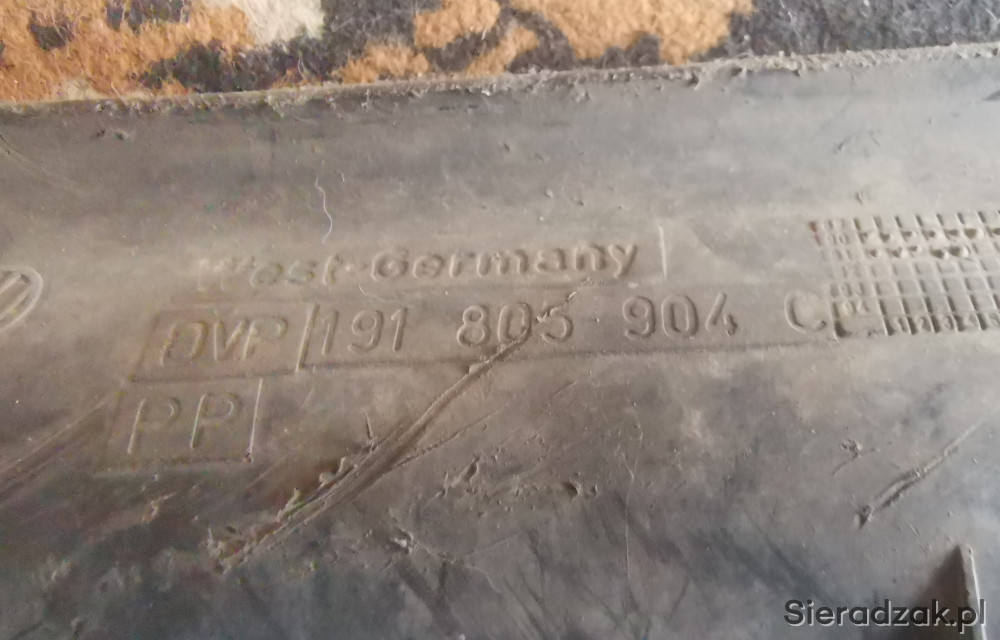 West-Germany
DVP 191 805 904 C
PP
Sieradzak.pl